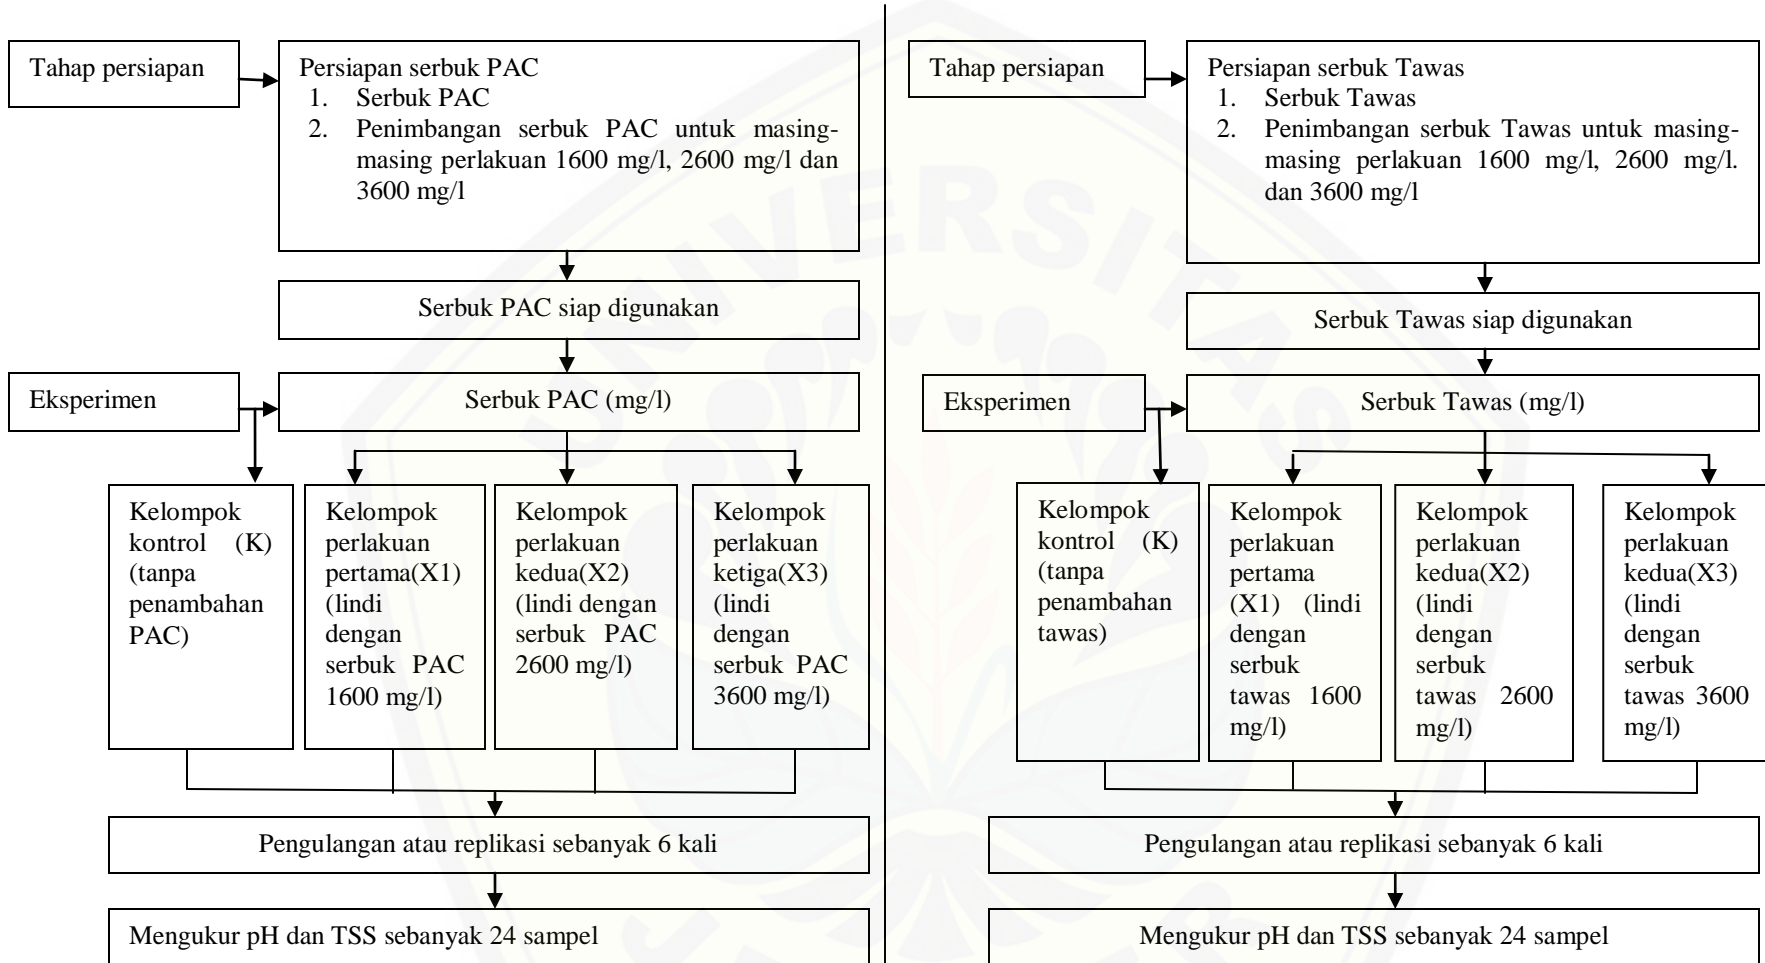 Tahap persiapan
Persiapan serbuk PAC
1. Serbuk PAC
2. Penimbangan serbuk PAC untuk masing-
masing perlakuan 1600 mg/l, 2600 mg/l dan
3600 mg/l
Serbuk PAC siap digunakan
Eksperimen
Serbuk PAC (mg/l)
Kelompok
kontrol (K)
(tanpa
penambahan
PAC)
Kelompok
perlakuan
pertama(X1)
(lindi
dengan
serbuk PAC
1600 mg/l)
Kelompok
perlakuan
kedua(X2)
(lindi dengan
serbuk PAC
2600 mg/l)
Kelompok
perlakuan
ketiga(X3)
(lindi
dengan
serbuk PAC
3600 mg/l)
Pengulangan atau replikasi sebanyak 6 kali
Mengukur pH dan TSS sebanyak 24 sampel
Tahap persiapan
Persiapan serbuk Tawas
1. Serbuk Tawas
2. Penimbangan serbuk Tawas untuk masing-
masing perlakuan 1600 mg/l, 2600 mg/l.
dan 3600 mg/l
Serbuk Tawas siap digunakan
Eksperimen
Serbuk Tawas (mg/l)
Kelompok
kontrol (K)
(tanpa
penambahan
tawas)
Kelompok
perlakuan
pertama
(X1) (lindi
dengan
serbuk
tawas 1600
mg/l)
Kelompok
perlakuan
kedua(X2)
(lindi
dengan
serbuk
tawas 2600
mg/l)
Kelompok
perlakuan
kedua(X3)
(lindi
dengan
serbuk
tawas 3600
mg/l)
Pengulangan atau replikasi sebanyak 6 kali
Mengukur pH dan TSS sebanyak 24 sampel
UNIVERSITAS